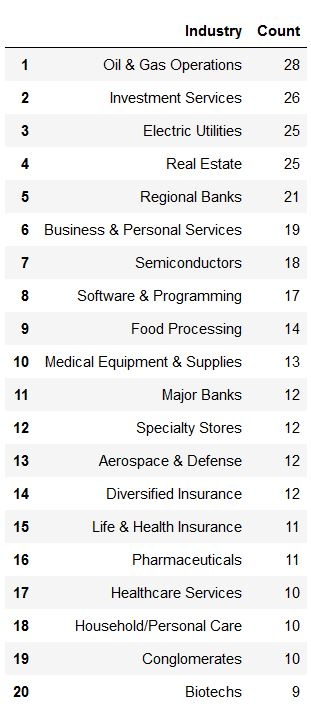 Industry Count
1 Oil & Gas Operations 28
2 Investment Services 26
3 Electric Utilities 25
4 Real Estate 25
5 Regional Banks 21
6 Business & Personal Services 19
7 Semiconductors 18
8 Software & Programming 17
9 Food Processing 14
10 Medical Equipment & Supplies 13
11 Major Banks 12
12 Specialty Stores 12
13 Aerospace & Defense 12
14 Diversified Insurance 12
15 Life & Health Insurance 11
16 Pharmaceuticals 11
17 Healthcare Services 10
18 Household/Personal Care 10
19 Conglomerates 10
20 Biotechs 9